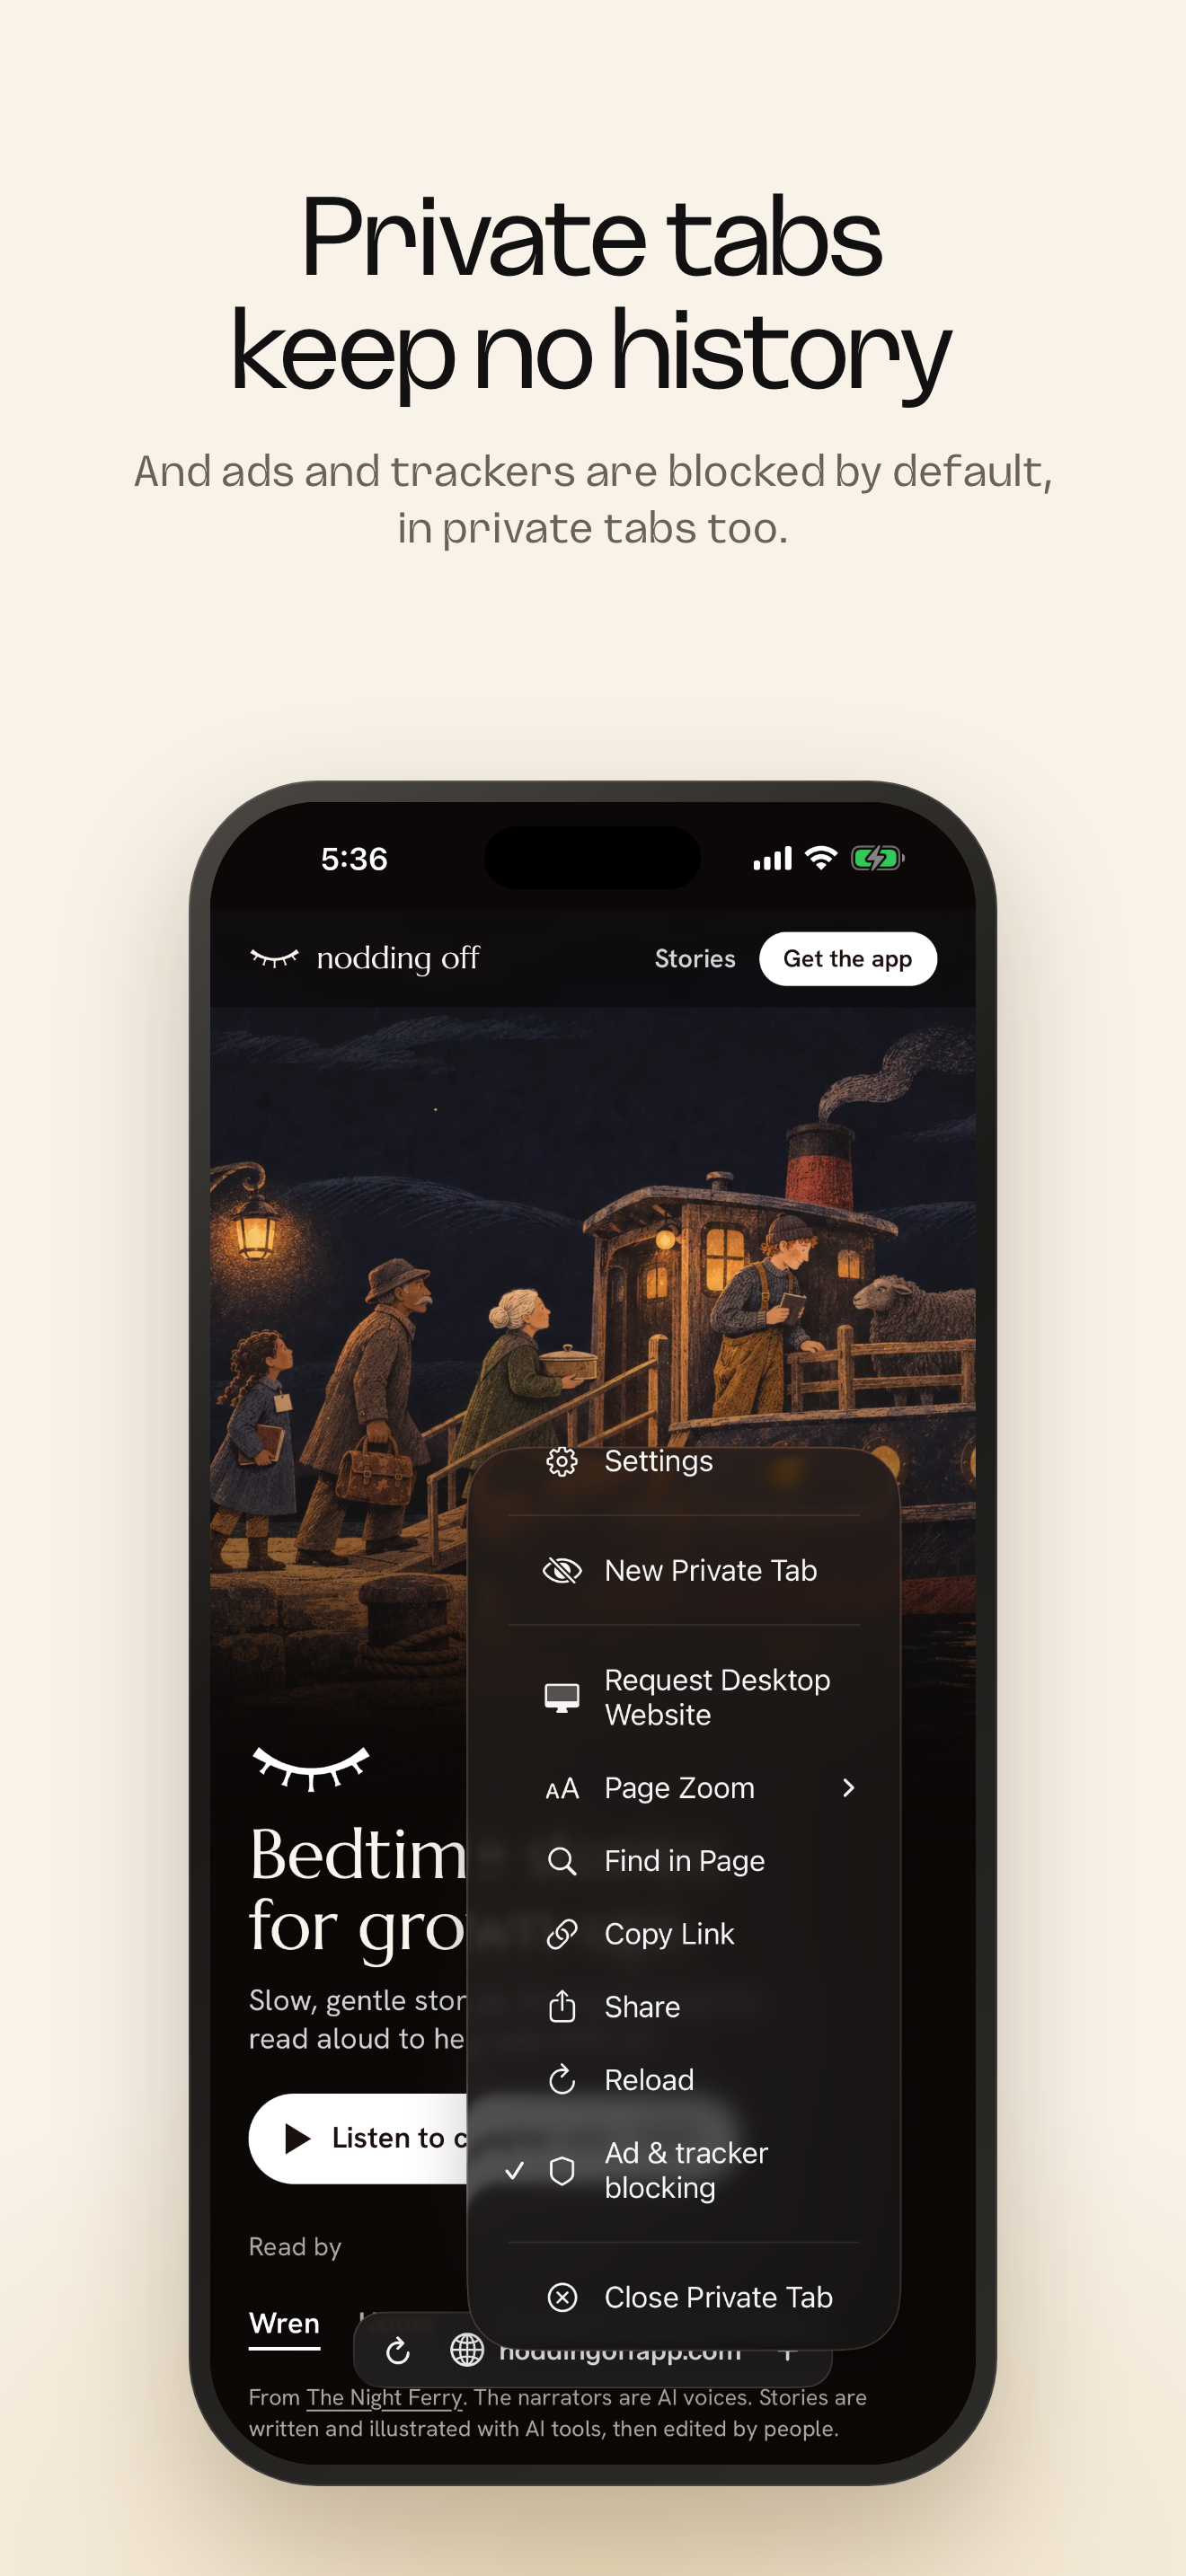 Private tabs
keep no history
And ads and trackers are blocked by default,
in private tabs too.
5:36
nodding off
Stories
Get the app
Settings
New Private Tab
Request Desktop
Website
AA Page Zoom
Find in Page
Copy Link
Share
Reload
Ad & tracker
blocking
Close Private Tab
Bedtim
for gro
Slow, gentle stor
read aloud to he
Listen to
Read by
Wren
noddingoffapp.com
From The Night Ferry. The narrators are AI voices. Stories are
written and illustrated with AI tools, then edited by people.